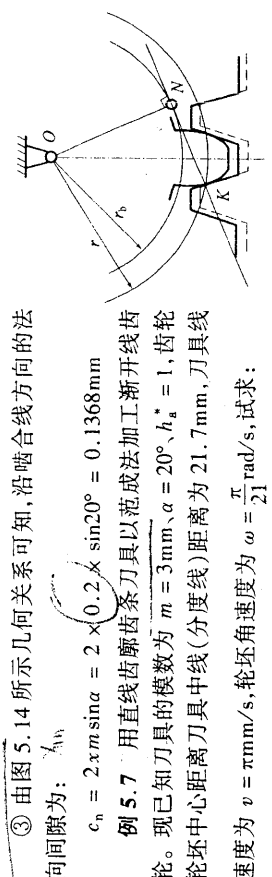 ③ 由图 5.14 所示几何关系可知,沿啮合线方向的法
向间隙为:
c_n = 2xm sinα = 2 × 0.2 × sin20° = 0.1368mm
例5.7 用直线齿廓齿条刀具以范成法加工渐开线齿
轮。现已知刀具的模数为 m = 3mm、α = 20°、h_a^* = 1,齿轮
轮坯中心距离刀具中线(分度线)距离为 21.7mm,刀具线
速度为 v = πmm/s,轮坯角速度为 ω = π/21 rad/s,试求:
O
r
r_b
N
K